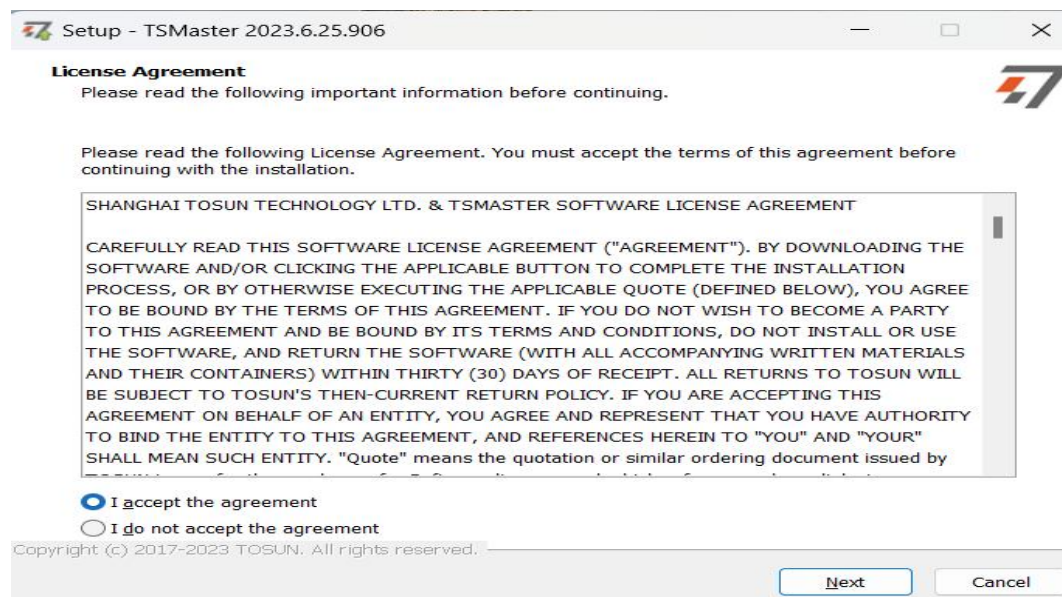 Setup - TSMaster 2023.6.25.906
License Agreement
Please read the following important information before continuing.
Please read the following License Agreement. You must accept the terms of this agreement before
continuing with the installation.
SHANGHAI TOSUN TECHNOLOGY LTD. & TSMASTER SOFTWARE LICENSE AGREEMENT
CAREFULLY READ THIS SOFTWARE LICENSE AGREEMENT ("AGREEMENT"). BY DOWNLOADING THE
SOFTWARE AND/OR CLICKING THE APPLICABLE BUTTON TO COMPLETE THE INSTALLATION
PROCESS, OR BY OTHERWISE EXECUTING THE APPLICABLE QUOTE (DEFINED BELOW), YOU AGREE
TO BE BOUND BY THE TERMS OF THIS AGREEMENT. IF YOU DO NOT WISH TO BECOME A PARTY
TO THIS AGREEMENT AND BE BOUND BY ITS TERMS AND CONDITIONS, DO NOT INSTALL OR USE
THE SOFTWARE, AND RETURN THE SOFTWARE (WITH ALL ACCOMPANYING WRITTEN MATERIALS
AND THEIR CONTAINERS) WITHIN THIRTY (30) DAYS OF RECEIPT. ALL RETURNS TO TOSUN WILL
BE SUBJECT TO TOSUN'S THEN-CURRENT RETURN POLICY. IF YOU ARE ACCEPTING THIS
AGREEMENT ON BEHALF OF AN ENTITY, YOU AGREE AND REPRESENT THAT YOU HAVE AUTHORITY
TO BIND THE ENTITY TO THIS AGREEMENT, AND REFERENCES HEREIN TO "YOU" AND "YOUR"
SHALL MEAN SUCH ENTITY. "Quote" means the quotation or similar ordering document issued by
I accept the agreement
I do not accept the agreement
Copyright (c) 2017-2023 TOSUN. All rights reserved.
Next Cancel